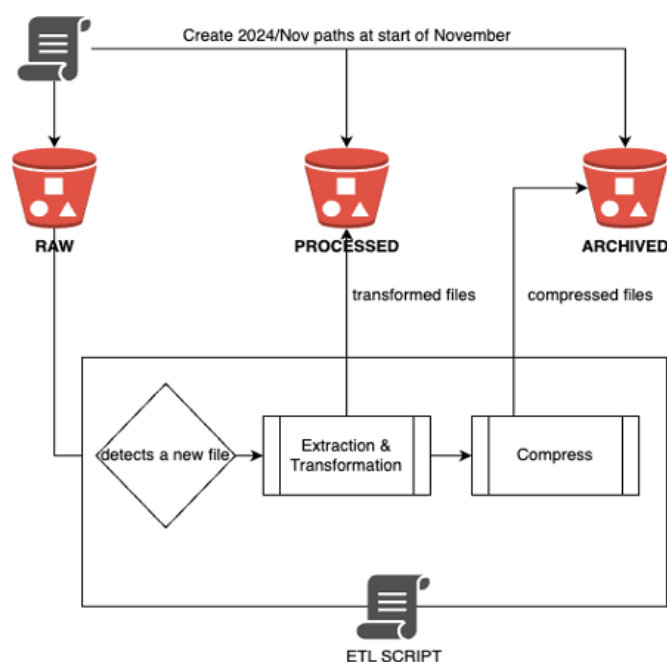 Create 2024/Nov paths at start of November
RAW
PROCESSED
ARCHIVED
transformed files
compressed files
detects a new file
Extraction &
Transformation
Compress
ETL SCRIPT